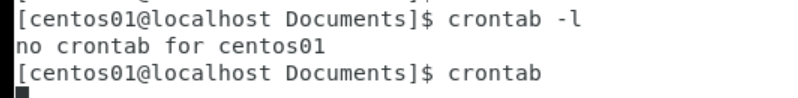 [centos01@localhost Documents]$ crontab -l
no crontab for centos01
[centos01@localhost Documents]$ crontab